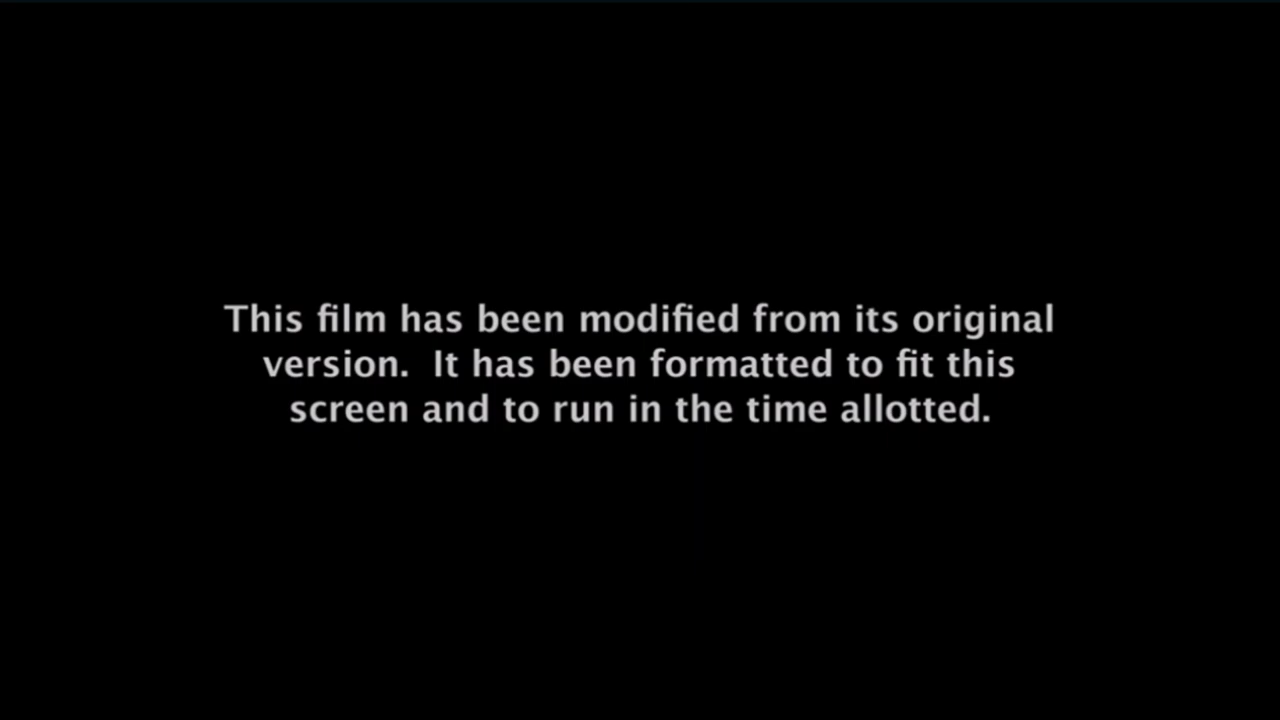 This film has been modified from its original
version.  It has been formatted to fit this
screen and to run in the time allotted.